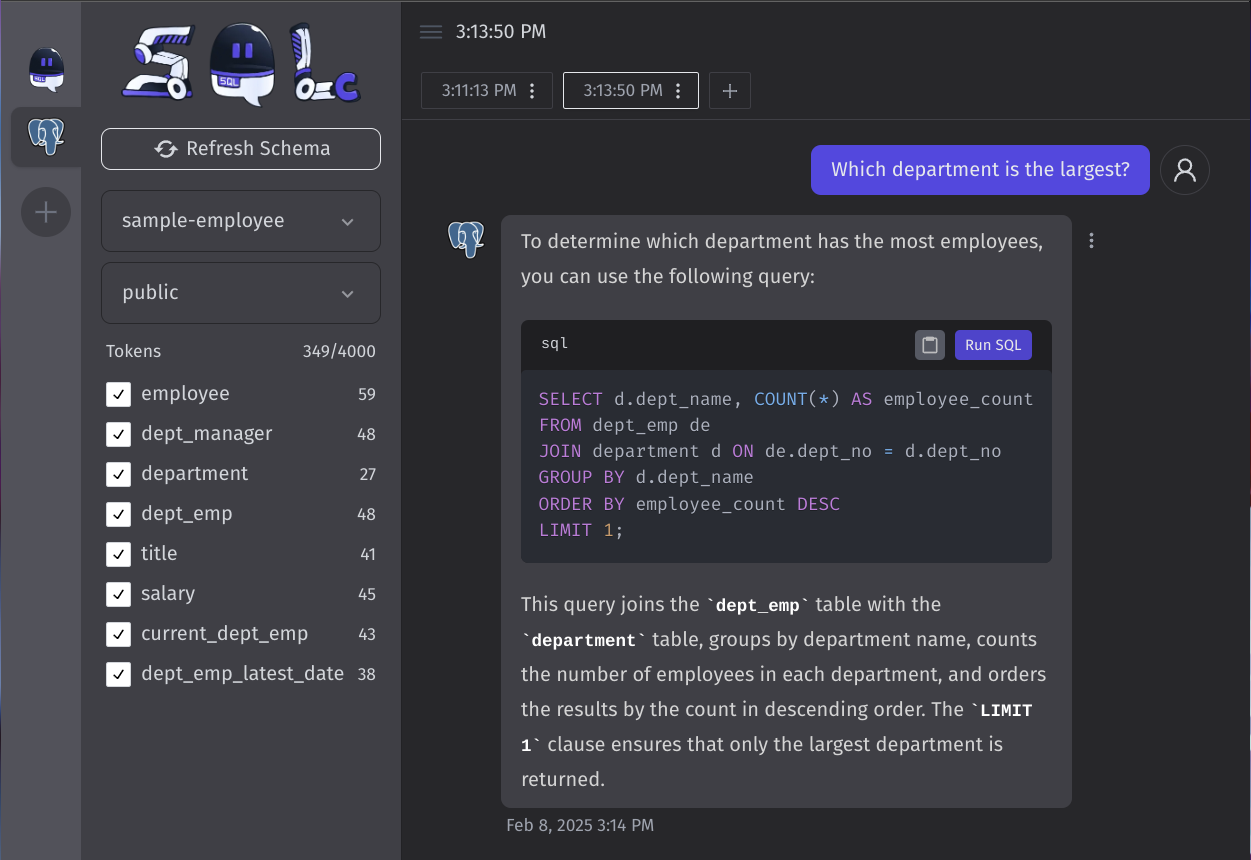 SQL
SQL Chat
Refresh Schema
sample-employee
public
Tokens 349/4000
employee 59
dept_manager 48
department 27
dept_emp 48
title 41
salary 45
current_dept_emp 43
dept_emp_latest_date 38
3:13:50 PM
3:11:13 PM
3:13:50 PM
Which department is the largest?
To determine which department has the most employees,
you can use the following query:
sql
Run SQL
SELECT d.dept_name, COUNT(*) AS employee_count
FROM dept_emp de
JOIN department d ON de.dept_no = d.dept_no
GROUP BY d.dept_name
ORDER BY employee_count DESC
LIMIT 1;
This query joins the `dept_emp` table with the
`department` table, groups by department name, counts
the number of employees in each department, and orders
the results by the count in descending order. The `LIMIT
1` clause ensures that only the largest department is
returned.
Feb 8, 2025 3:14 PM